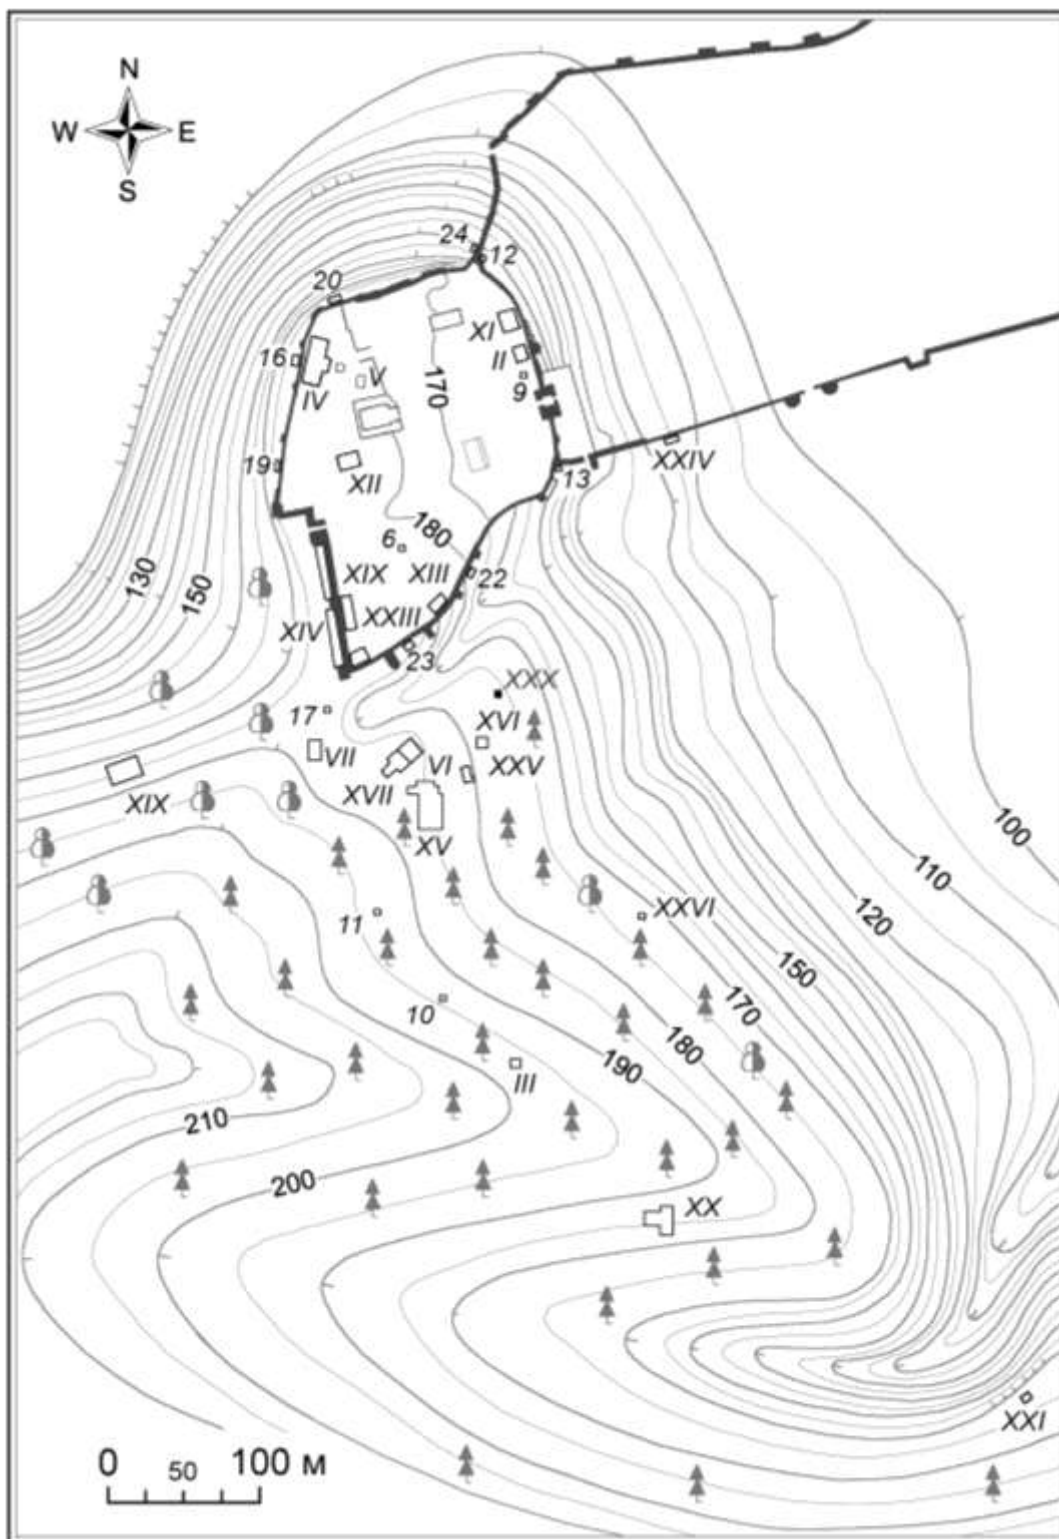 N
W E
S
24
12
20
XI
16
II
V
170
9
IV
19
XII
XXIV
13
6
180
130
150
XIX
XIII
22
XXIII
XIV
23
XXX
17
XVI
VII
VI
XXV
XIX
XVII
XV
100
110
XXVI
120
11
150
170
10
180
190
III
210
200
XX
XXI
0 50 100 м